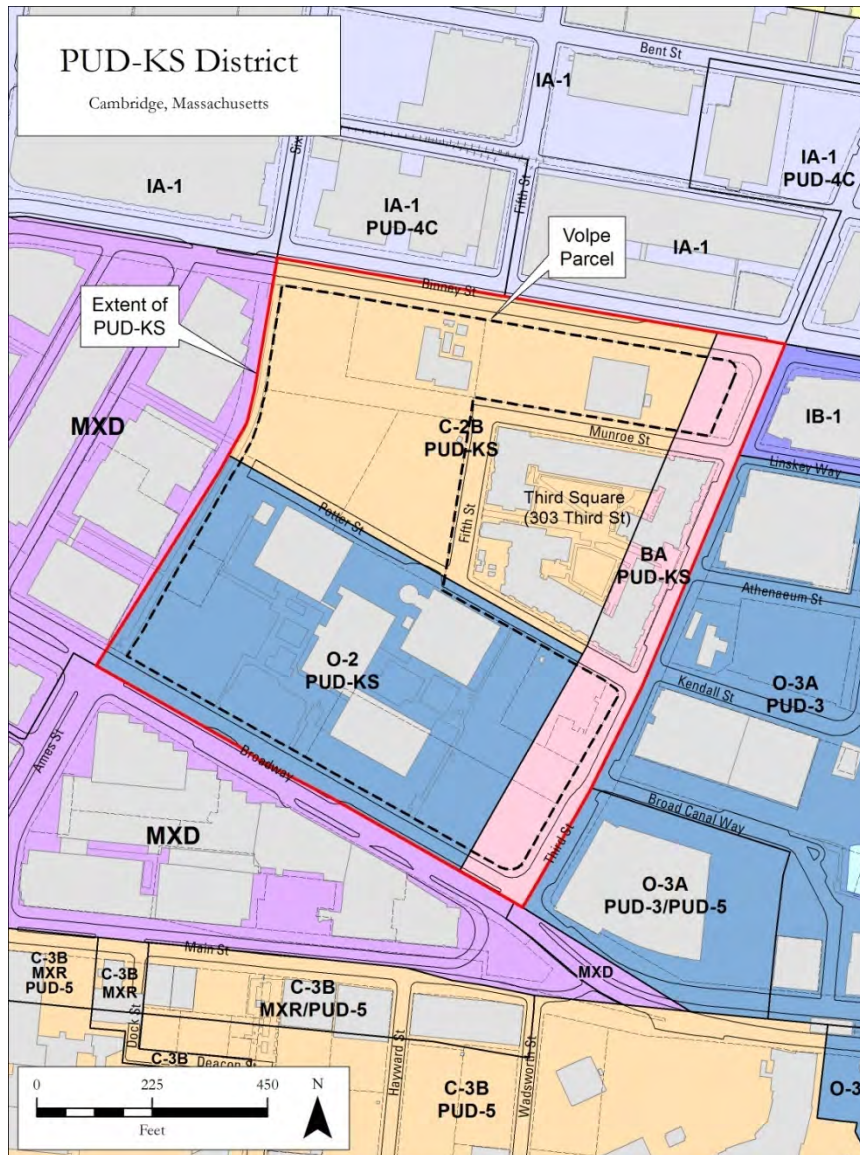 PUD-KS District
Cambridge, Massachusetts
Bent St
IA-1
IA-1
PUD-4C
Six
IA-1
IA-1
PUD-4C
Fifth St
IA-1
Volpe
Parcel
Binney St
Extent of
PUD-KS
MXD
C-2B
PUD-KS
Munroe St
IB-1
Linskey Way
Third Square
(303 Third St)
Fifth St
Potter St
BA
PUD-KS
Athenaeum St
O-2
PUD-KS
Kendall St
O-3A
PUD-3
Ames St
Broadway
Broad Canal Way
Third St
MXD
O-3A
PUD-3/PUD-5
Main St
MXD
C-3B
MXR
PUD-5
C-3B
MXR
Dock St
C-3B
MXR/PUD-5
C-3B
Deacon St
Hayward St
Wadsworth St
C-3B
PUD-5
O-3
0 225 450
Feet
N